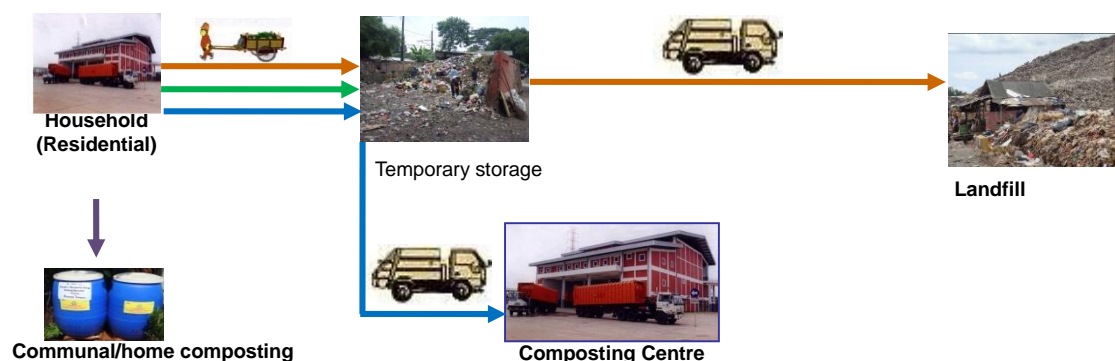 Household
(Residential)
Temporary storage
Landfill
Communal/home composting
Composting Centre